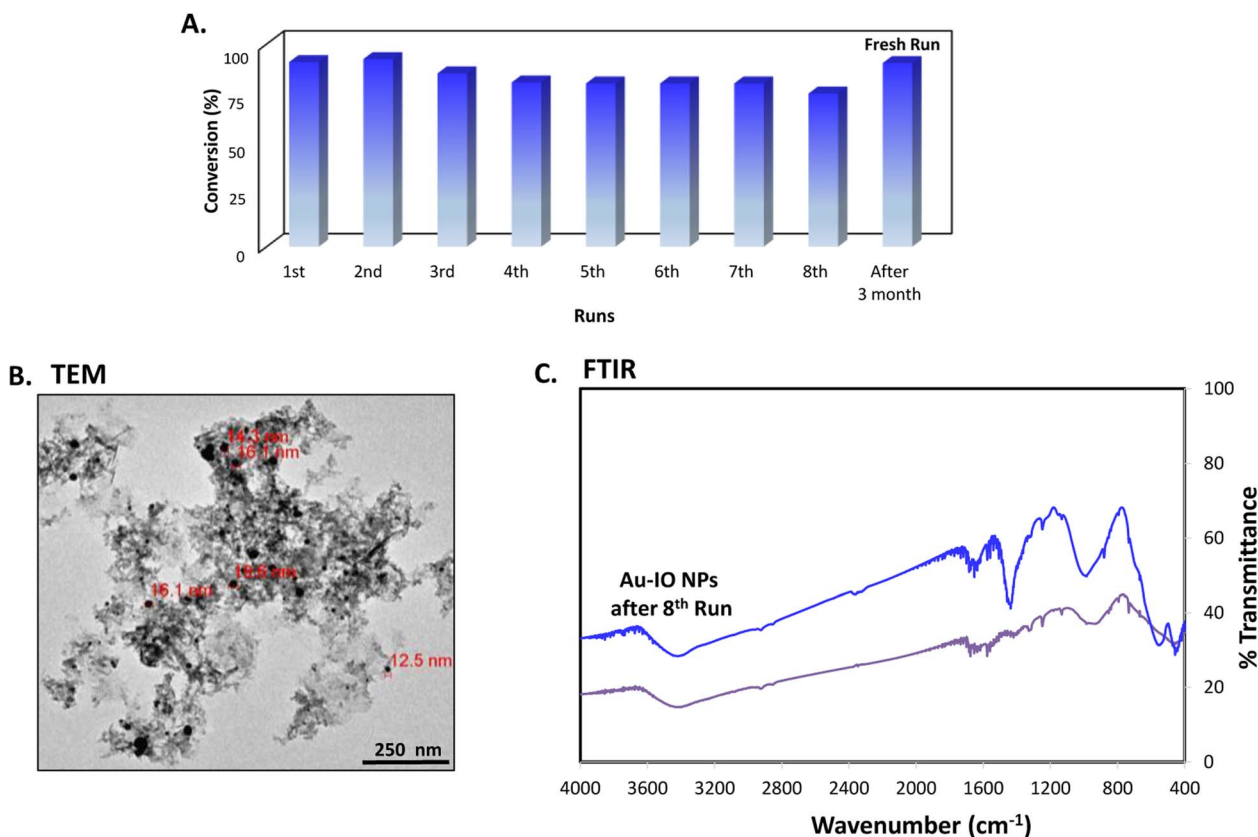 A.
Fresh Run
100
75
50
25
0
Conversion (%)
1st 2nd 3rd 4th 5th 6th 7th 8th After
3 month
Runs
B. TEM
14.3 nm
16.1 nm
16.1 nm
12.5 nm
250 nm
C. FTIR
100
80
60
40
20
0
% Transmittance
Au-IO NPs
after 8th Run
4000 3600 2800 2400 2000 1600 1200 800 400
Wavenumber (cm-1)